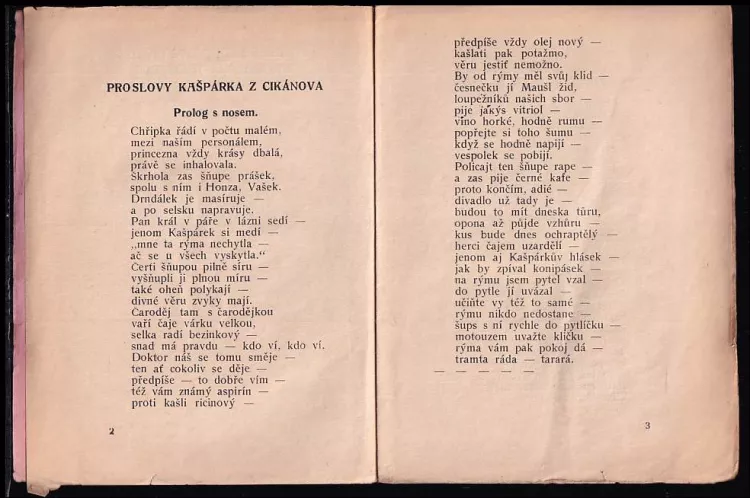 PROSLOVY KAŠPÁRKA Z CIKÁNOVA
Prolog s nosem.
Chřipka řádí v počtu malém,
mezi naším personálem,
princezna vždy krásy dbalá,
právě se inhalovala.
Škrhola zas šňupe prášek,
spolu s ním i Honza, Vašek.
Drndálek je masíruje —
a po selsku napravuje.
Pan král v páře v lázni sedí —
jenom Kašpárek si medí —
„mne ta rýma nechytla —
ač se u všech vyskytla."
Čerti šňupou pilně síru —
vyšňupli ji plnou míru —
také oheň polykají —
divné věru zvyky mají.
Čaroděj tam s čarodějkou
vaří čaje várku velkou,
selka radí bezinkový —
snad má pravdu — kdo ví, kdo ví.
Doktor náš se tomu směje —
ten ať cokoliv se děje —
předpíše — to dobře vím —
též vám známý aspirin —
proti kašli ricinový —
2
předpíše vždy olej nový —
kašlati pak potažmo,
věru jestiť nemožno.
By od rýmy měl svůj klid —
česnečku jí Maušl žid,
loupežníků našich sbor —
pije jakýs vitriol —
víno horké, hodně rumu —
popřejte si toho šumu —
když se hodně napijí —
vespolek se pobijí.
Policajt ten šňupe rape —
a zas pije černé kafe —
proto končím, adié —
divadlo už tady je —
budou to mít dneska túru,
opona až půjde vzhůru —
kus bude dnes ochraptělý —
herci čajem uzardělí —
jenom aj Kašpárkův hlásek —
jak by zpíval konipásek —
na rýmu jsem pytel vzal —
do pytle jí uvázal —
učiňte vy též to samé —
rýmu nikdo nedostane —
šups s ní rychle do pytlíčku —
motouzem uvažte kličku —
rýma vám pak pokoj dá —
tramta ráda — tarará.
— — — — — —
3